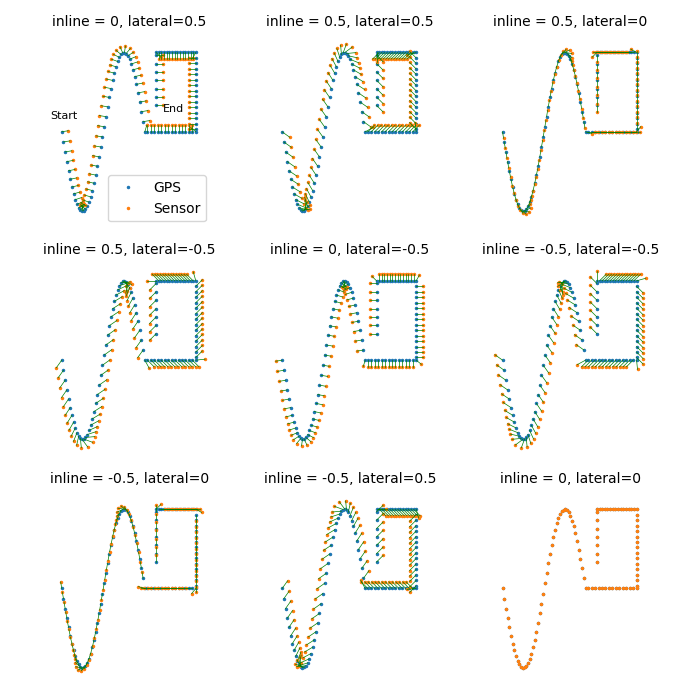 inline = 0, lateral=0.5
inline = 0.5, lateral=0.5
inline = 0.5, lateral=0
Start
End
GPS
Sensor
inline = 0.5, lateral=-0.5
inline = 0, lateral=-0.5
inline = -0.5, lateral=-0.5
inline = -0.5, lateral=0
inline = -0.5, lateral=0.5
inline = 0, lateral=0